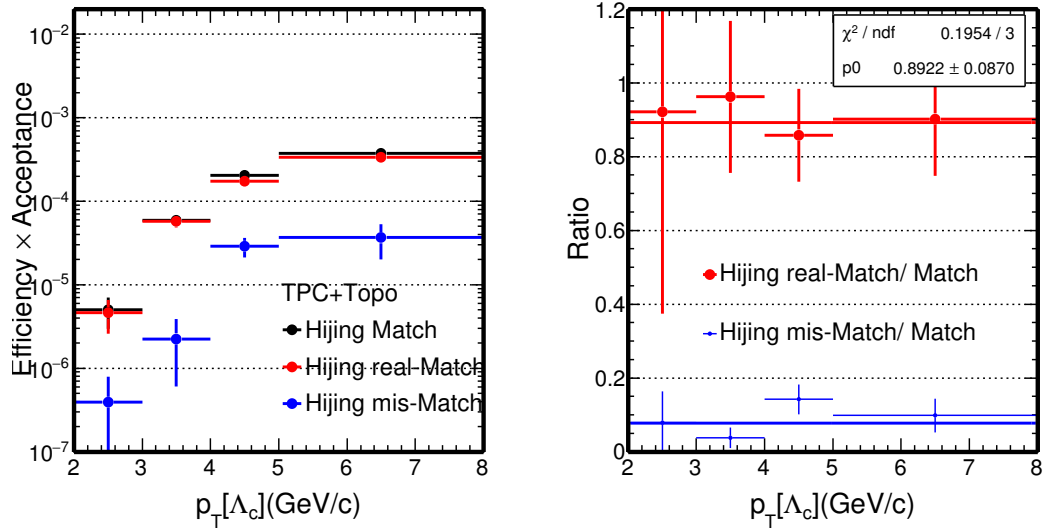 Efficiency × Acceptance
10⁻²
10⁻³
10⁻⁴
10⁻⁵
10⁻⁶
10⁻⁷
TPC+Topo
Hijing Match
Hijing real-Match
Hijing mis-Match
2 3 4 5 6 7 8
p_T[Λ_c](GeV/c)
Ratio
1.2
1
0.8
0.6
0.4
0.2
0
χ² / ndf 0.1954 / 3
p0 0.8922 ± 0.0870
Hijing real-Match/ Match
Hijing mis-Match/ Match
2 3 4 5 6 7 8
p_T[Λ_c](GeV/c)